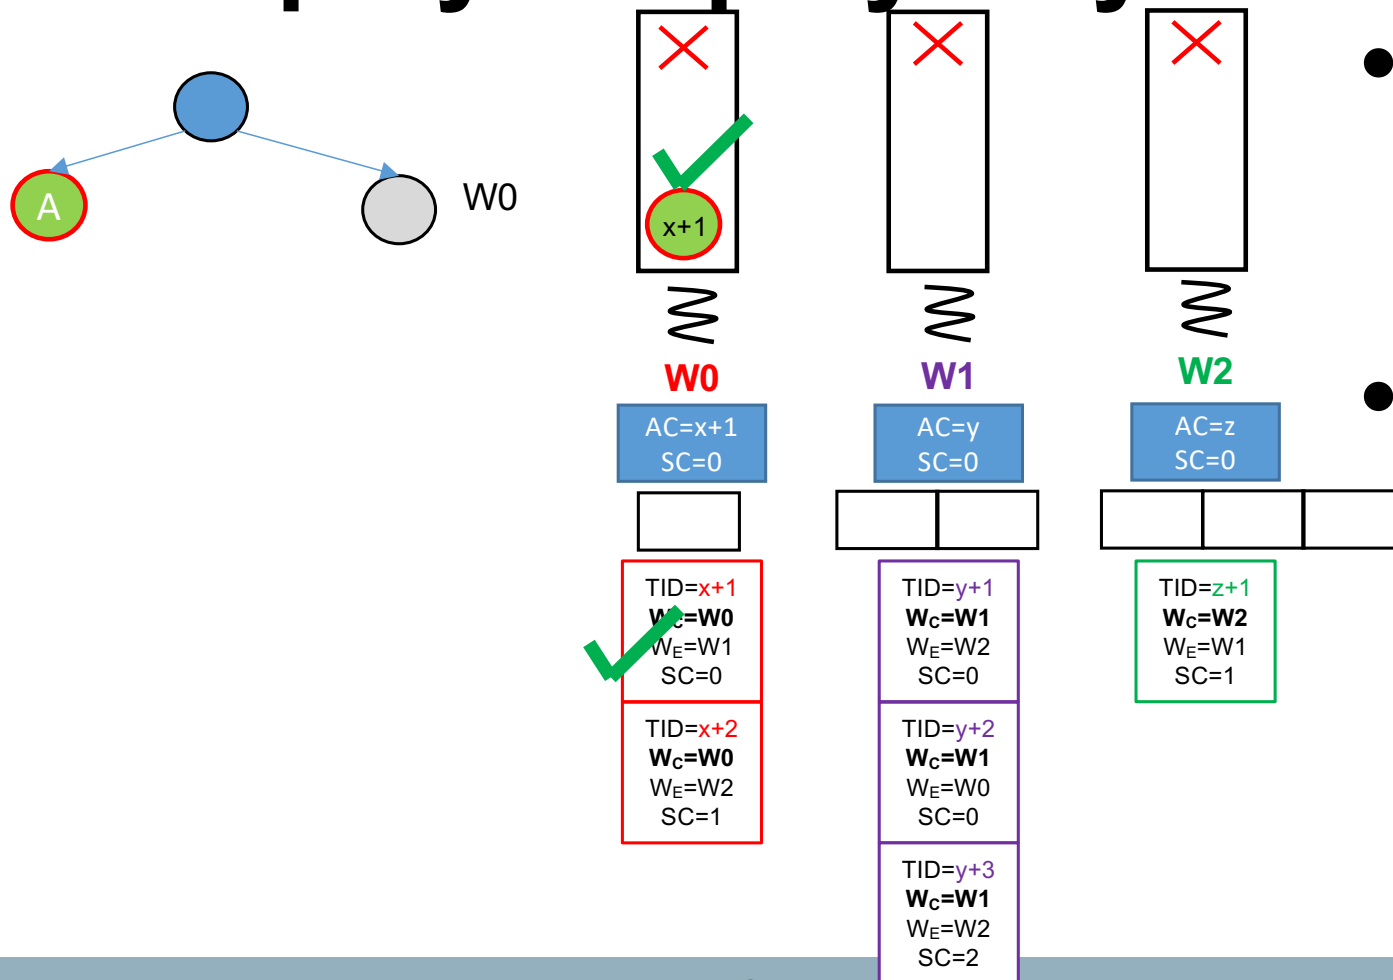 A
W0
x+1
W0
AC=x+1
SC=0
TID=x+1
WC=W0
WE=W1
SC=0
TID=x+2
WC=W0
WE=W2
SC=1
W1
AC=y
SC=0
TID=y+1
WC=W1
WE=W2
SC=0
TID=y+2
WC=W1
WE=W0
SC=0
TID=y+3
WC=W1
WE=W2
SC=2
W2
AC=z
SC=0
TID=z+1
WC=W2
WE=W1
SC=1